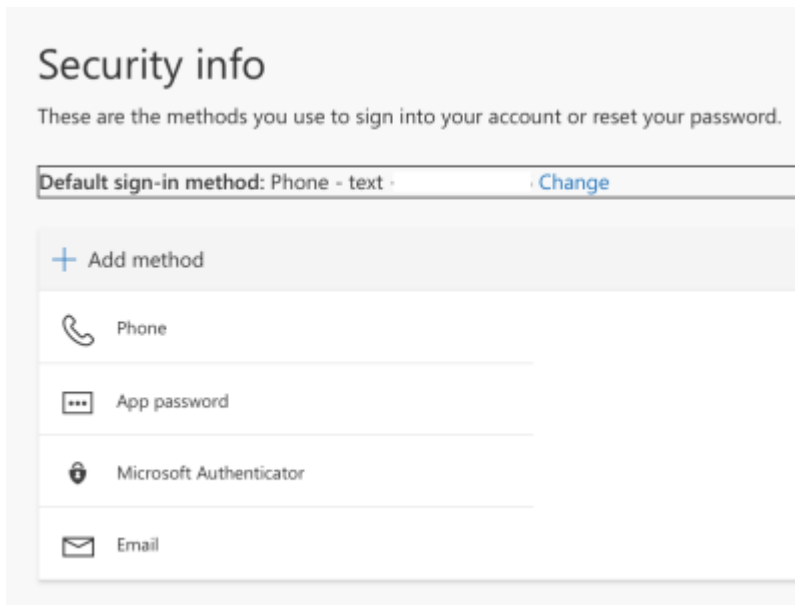 Security info
These are the methods you use to sign into your account or reset your password.
Default sign-in method: Phone - text - Change
Add method
Phone
App password
Microsoft Authenticator
Email